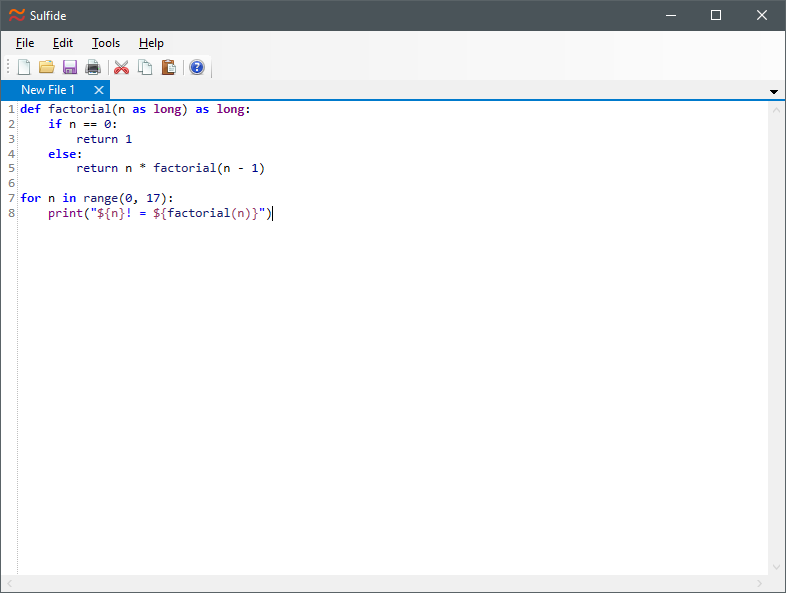 Sulfide
File Edit Tools Help
New File 1
1 def factorial(n as long) as long:
2     if n == 0:
3         return 1
4     else:
5         return n * factorial(n - 1)
6
7 for n in range(0, 17):
8     print("${n}! = ${factorial(n)}")